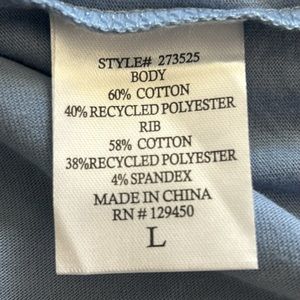 STYLE# 273525
BODY
60% COTTON
40% RECYCLED POLYESTER
RIB
58% COTTON
38%RECYCLED POLYESTER
4% SPANDEX
MADE IN CHINA
RN # 129450
L